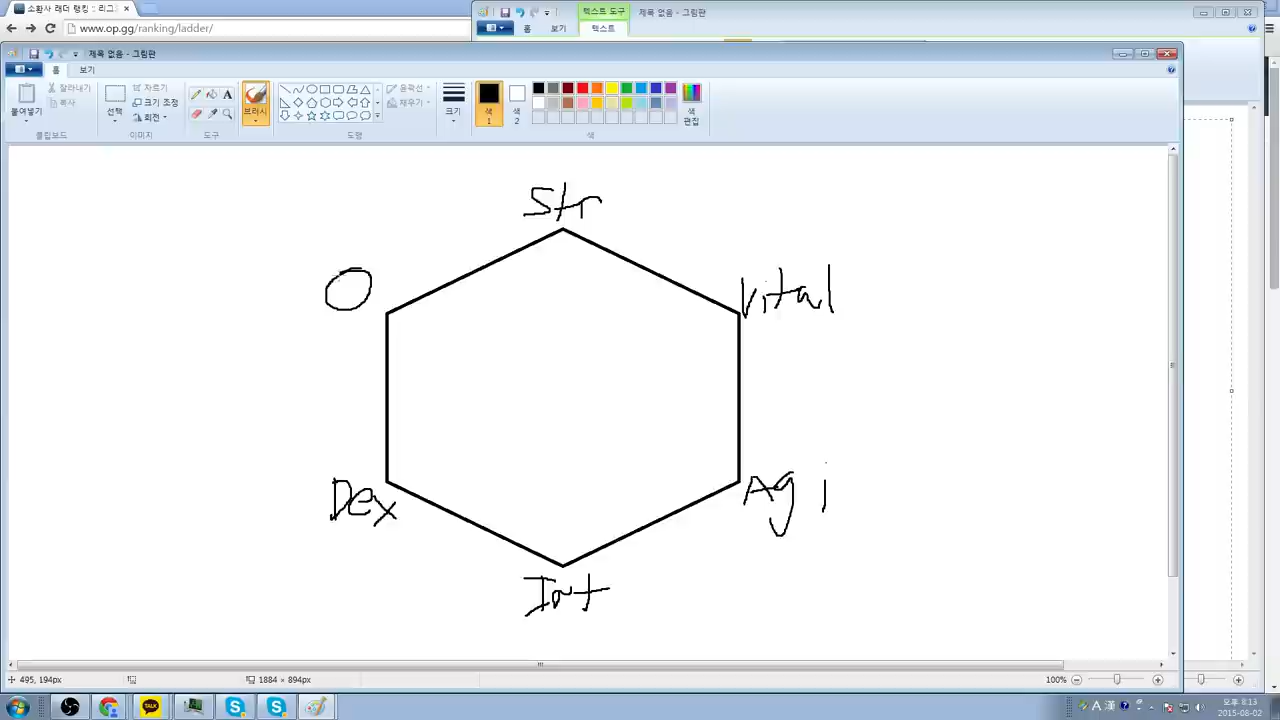 소환사 래더 랭킹 :: 리그.
www.op.gg/ranking/ladder/
텍스트 도구
제목 없음 - 그림판
홈
보기
텍스트
제목 없음 - 그림판
홈
보기
붙여넣기
잘라내기
복사
클립보드
선택
자르기
크기 조정
회전
이미지
A
도구
브러시
윤곽선
채우기
도형
크기
색
1
색
2
색
편집
색
Str
O
Vital
Dex
Agi
Int
495, 194px
1884 × 894px
100%
TALK
A 漢
오후 8:13
2015-08-02